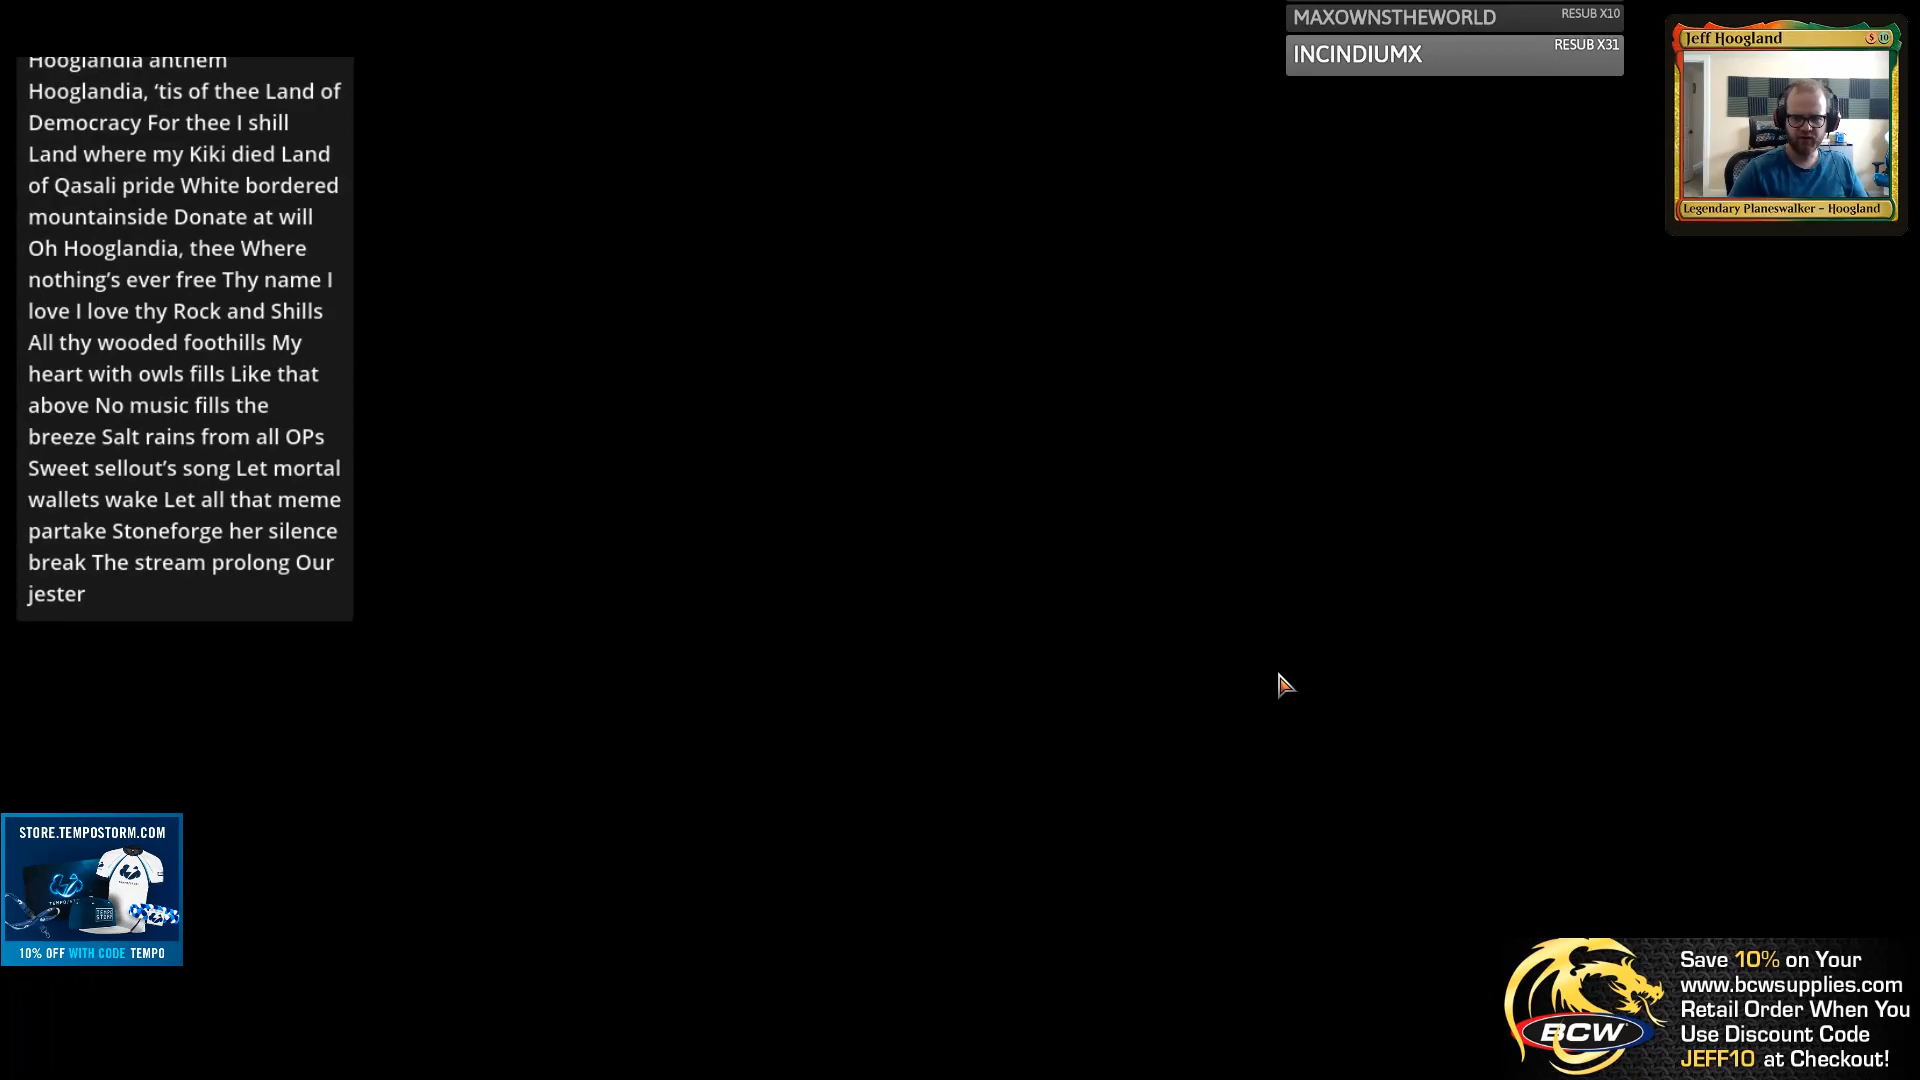 Hooglandia anthem
Hooglandia, ‘tis of thee Land of
Democracy For thee I shill
Land where my Kiki died Land
of Qasali pride White bordered
mountainside Donate at will
Oh Hooglandia, thee Where
nothing’s ever free Thy name I
love I love thy Rock and Shills
All thy wooded foothills My
heart with owls fills Like that
above No music fills the
breeze Salt rains from all OPs
Sweet sellout’s song Let mortal
wallets wake Let all that meme
partake Stoneforge her silence
break The stream prolong Our
jester
MAXOWNSTHEWORLD RESUB X10
INCINDIUMX RESUB X31
Jeff Hoogland S 10
Legendary Planeswalker – Hoogland
STORE.TEMPOSTORM.COM
TEMPO STORM
10% OFF WITH CODE TEMPO
BCW
Save 10% on Your
www.bcwsupplies.com
Retail Order When You
Use Discount Code
JEFF10 at Checkout!